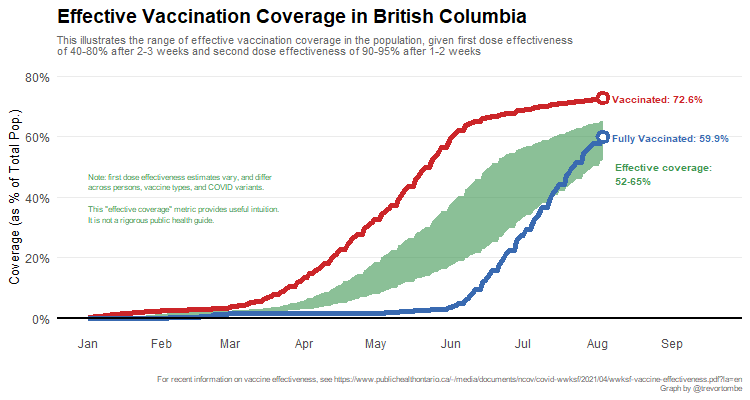 Effective Vaccination Coverage in British Columbia
This illustrates the range of effective vaccination coverage in the population, given first dose effectiveness
of 40-80% after 2-3 weeks and second dose effectiveness of 90-95% after 1-2 weeks
Coverage (as % of Total Pop.)
80%
60%
40%
20%
0%
Vaccinated: 72.6%
Fully Vaccinated: 59.9%
Effective coverage:
52-65%
Note: first dose effectiveness estimates vary, and differ
across persons, vaccine types, and COVID variants.
This "effective coverage" metric provides useful intuition.
It is not a rigorous public health guide.
Jan Feb Mar Apr May Jun Jul Aug Sep
For recent information on vaccine effectiveness, see https://www.publichealthontario.ca/-/media/documents/ncov/covid-wwksf/2021/04/wwksf-vaccine-effectiveness.pdf?la=en
Graph by @trevortombe